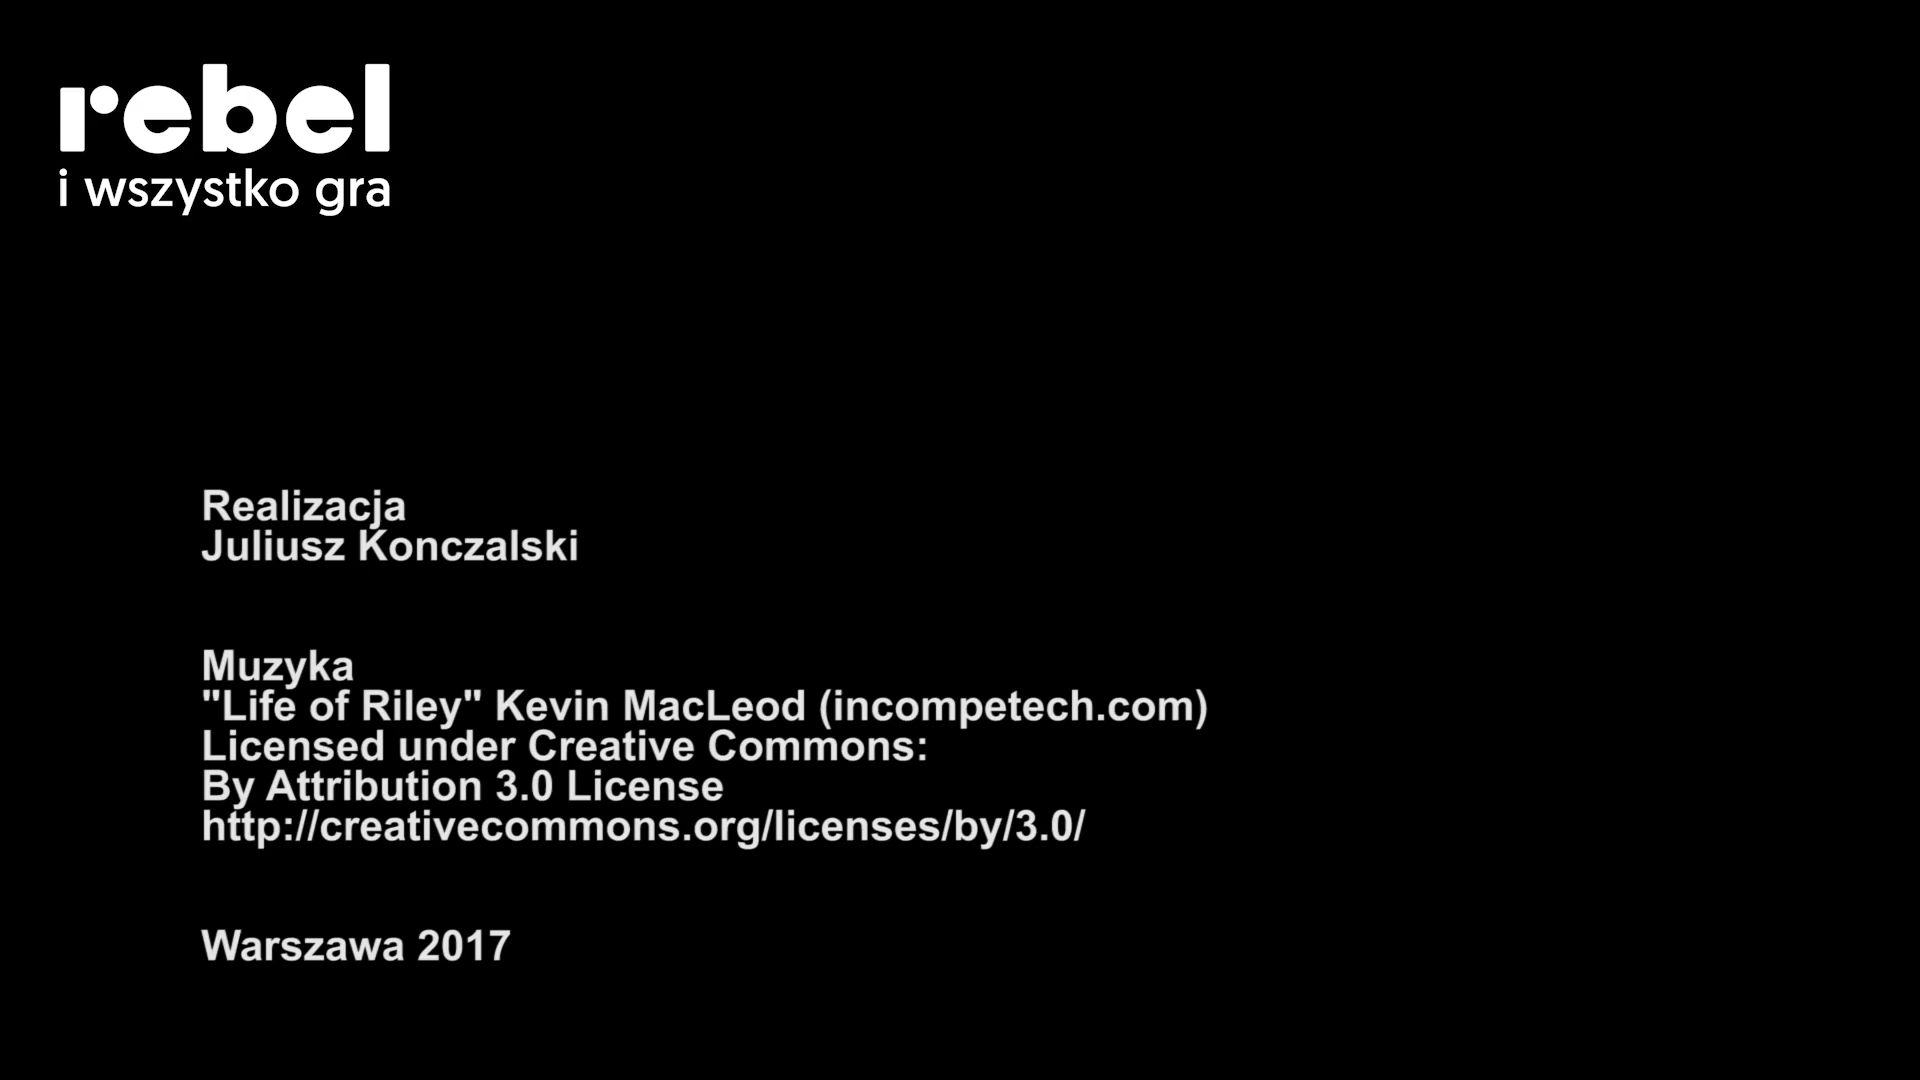 rebel
i wszystko gra
Realizacja
Juliusz Konczalski
Muzyka
"Life of Riley" Kevin MacLeod (incompetech.com)
Licensed under Creative Commons:
By Attribution 3.0 License
http://creativecommons.org/licenses/by/3.0/
Warszawa 2017